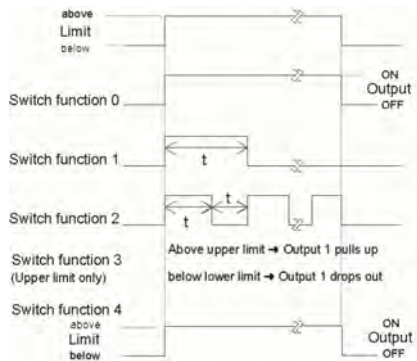 above
Limit
below
ON
Output
OFF
Switch function 0
Switch function 1
t
t
Switch function 2
Switch function 3
(Upper limit only)
Above upper limit → Output 1 pulls up
below lower limit → Output 1 drops out
Switch function 4
above
Limit
below
ON
Output
OFF